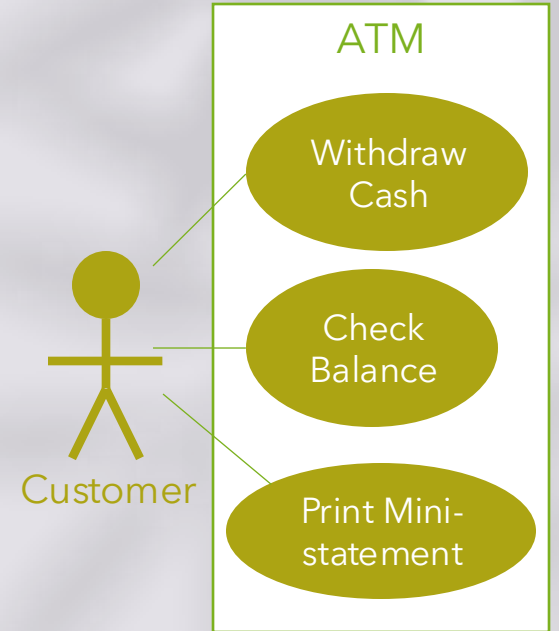 ATM
Withdraw
Cash
Check
Balance
Customer
Print Mini-
statement